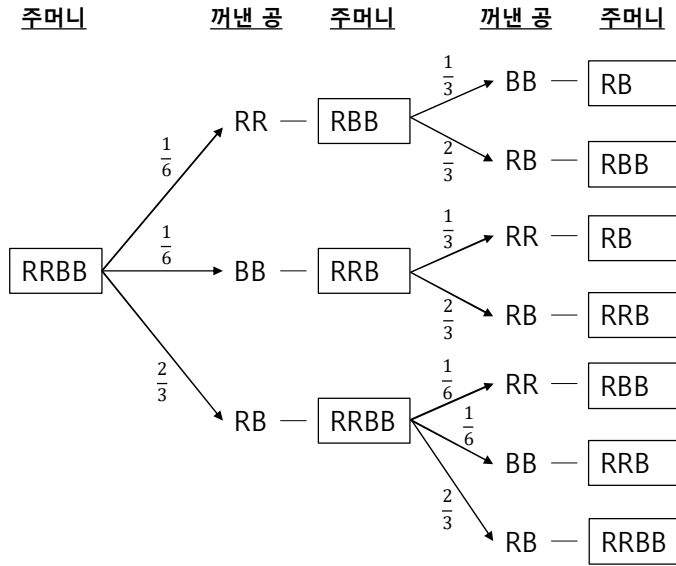 주머니 꺼낸 공 주머니 꺼낸 공 주머니
1/3 BB — RB
RR — RBB
1/6
2/3 RB — RBB
1/3 RR — RB
1/6
RRBB BB — RRB
2/3 RB — RRB
1/6 RR — RBB
2/3
RB — RRBB
1/6 BB — RRB
2/3
RB — RRBB